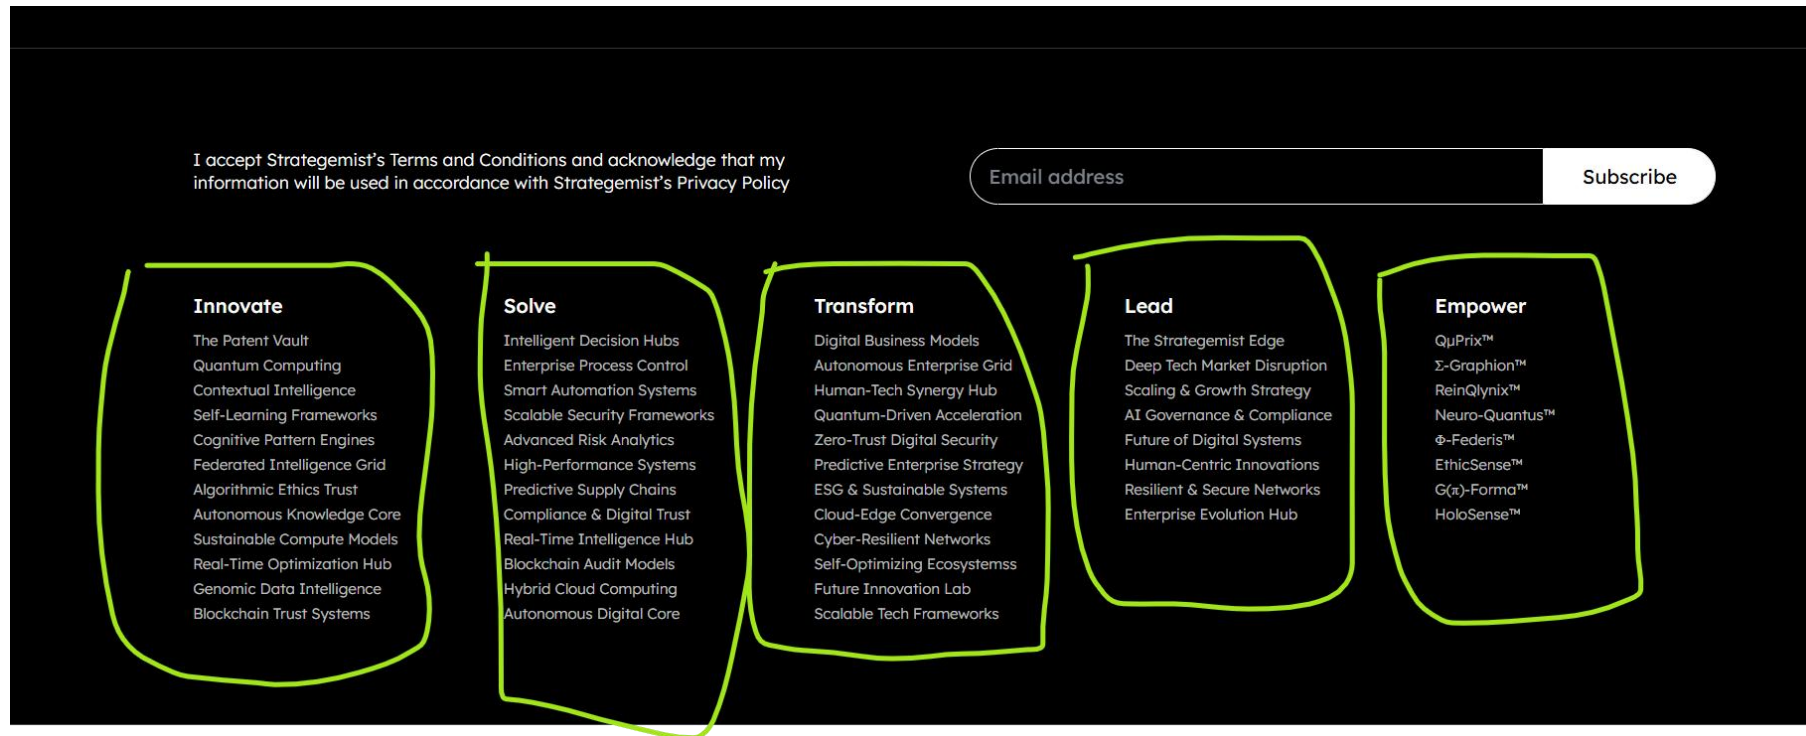 I accept Strategemist's Terms and Conditions and acknowledge that my
information will be used in accordance with Strategemist's Privacy Policy
Email address
Subscribe
Innovate
The Patent Vault
Quantum Computing
Contextual Intelligence
Self-Learning Frameworks
Cognitive Pattern Engines
Federated Intelligence Grid
Algorithmic Ethics Trust
Autonomous Knowledge Core
Sustainable Compute Models
Real-Time Optimization Hub
Genomic Data Intelligence
Blockchain Trust Systems
Solve
Intelligent Decision Hubs
Enterprise Process Control
Smart Automation Systems
Scalable Security Frameworks
Advanced Risk Analytics
High-Performance Systems
Predictive Supply Chains
Compliance & Digital Trust
Real-Time Intelligence Hub
Blockchain Audit Models
Hybrid Cloud Computing
Autonomous Digital Core
Transform
Digital Business Models
Autonomous Enterprise Grid
Human-Tech Synergy Hub
Quantum-Driven Acceleration
Zero-Trust Digital Security
Predictive Enterprise Strategy
ESG & Sustainable Systems
Cloud-Edge Convergence
Cyber-Resilient Networks
Self-Optimizing Ecosystemss
Future Innovation Lab
Scalable Tech Frameworks
Lead
The Strategemist Edge
Deep Tech Market Disruption
Scaling & Growth Strategy
AI Governance & Compliance
Future of Digital Systems
Human-Centric Innovations
Resilient & Secure Networks
Enterprise Evolution Hub
Empower
QμPrix™
Σ-Graphion™
ReinQlynix™
Neuro-Quantus™
Φ-Federis™
EthicSense™
G(π)-Forma™
HoloSense™